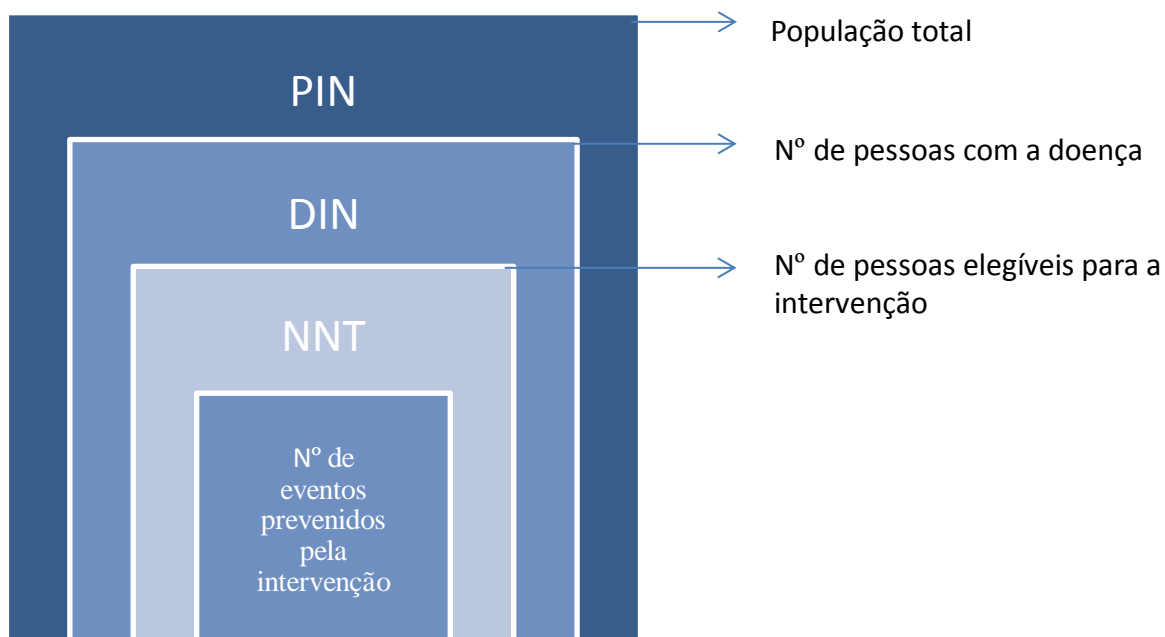 População total
PIN
Nº de pessoas com a doença
DIN
Nº de pessoas elegíveis para a
intervenção
NNT
Nº de
eventos
prevenidos
pela
intervenção